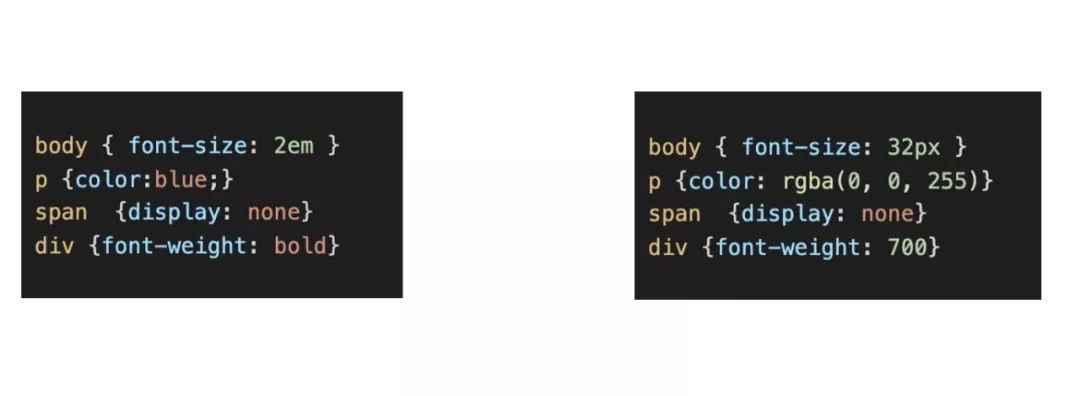 body { font-size: 2em }
p {color:blue;}
span  {display: none}
div {font-weight: bold}
body { font-size: 32px }
p {color: rgba(0, 0, 255)}
span  {display: none}
div {font-weight: 700}